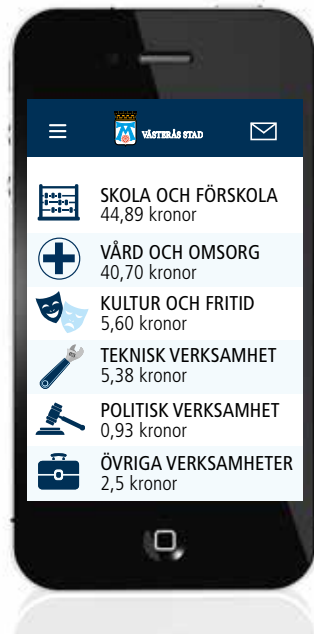 VÄSTERÅS STAD
SKOLA OCH FÖRSKOLA
44,89 kronor
VÅRD OCH OMSORG
40,70 kronor
KULTUR OCH FRITID
5,60 kronor
TEKNISK VERKSAMHET
5,38 kronor
POLITISK VERKSAMHET
0,93 kronor
ÖVRIGA VERKSAMHETER
2,5 kronor